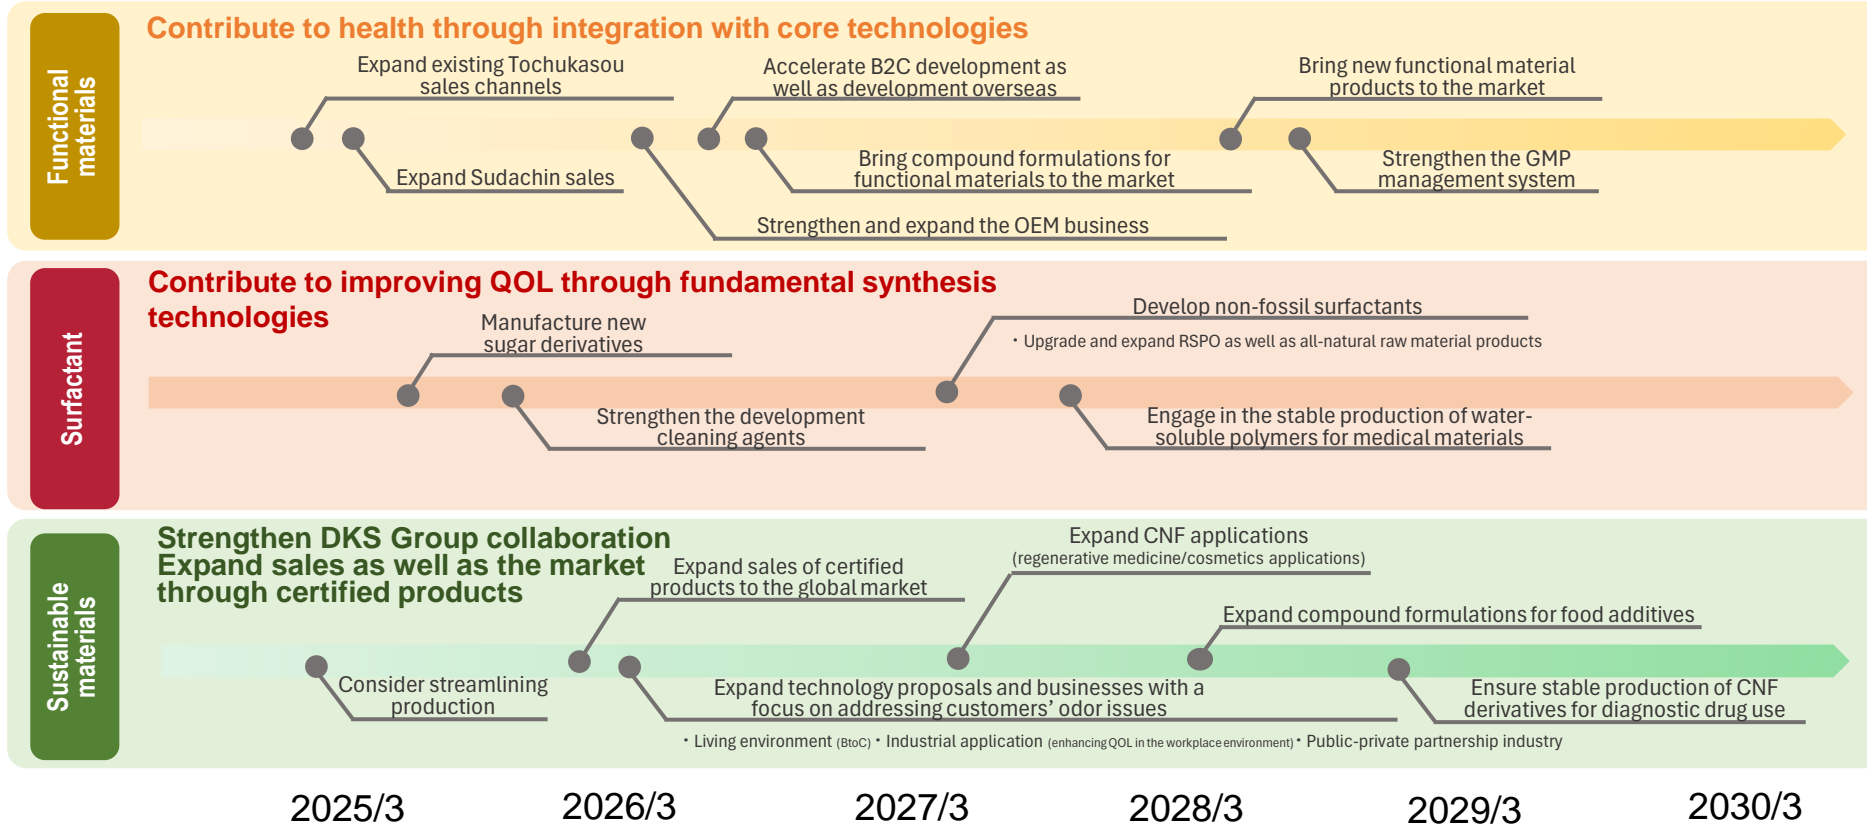 Functional
materials
Contribute to health through integration with core technologies
Expand existing Tochukasou
sales channels
Accelerate B2C development as
well as development overseas
Bring new functional material
products to the market
Expand Sudachin sales
Bring compound formulations for
functional materials to the market
Strengthen the GMP
management system
Strengthen and expand the OEM business
Surfactant
Contribute to improving QOL through fundamental synthesis
technologies
Manufacture new
sugar derivatives
Develop non-fossil surfactants
・Upgrade and expand RSPO as well as all-natural raw material products
Strengthen the development
cleaning agents
Engage in the stable production of water-
soluble polymers for medical materials
Sustainable
materials
Strengthen DKS Group collaboration
Expand sales as well as the market
through certified products
Expand sales of certified
products to the global market
Expand CNF applications
(regenerative medicine/cosmetics applications)
Expand compound formulations for food additives
Consider streamlining
production
Expand technology proposals and businesses with a
focus on addressing customers' odor issues
・Living environment (BtoC)・Industrial application (enhancing QOL in the workplace environment)・Public-private partnership industry
Ensure stable production of CNF
derivatives for diagnostic drug use
2025/3 2026/3 2027/3 2028/3 2029/3 2030/3